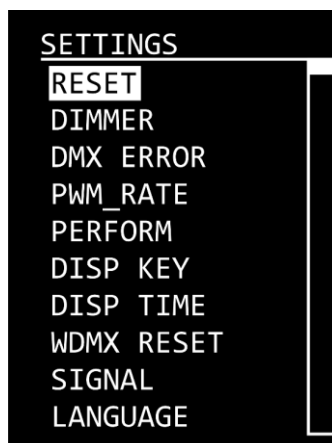 SETTINGS
RESET
DIMMER
DMX ERROR
PWM_RATE
PERFORM
DISP KEY
DISP TIME
WDMX RESET
SIGNAL
LANGUAGE